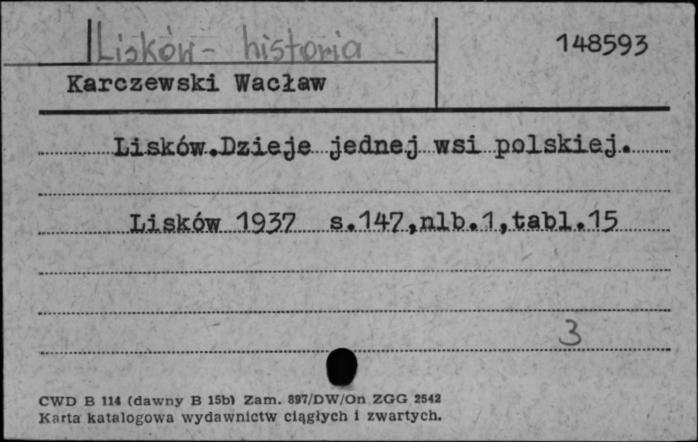 Lisków - historia
148593
Karczewski Wacław
Lisków.Dzieje jednej wsi polskiej.
Lisków 1937 s.147,nlb.1,tabl.15
3
CWD B 114 (dawny B 15b) Zam. 897/DW/On ZGG 2542
Karta katalogowa wydawnictw ciągłych i zwartych.